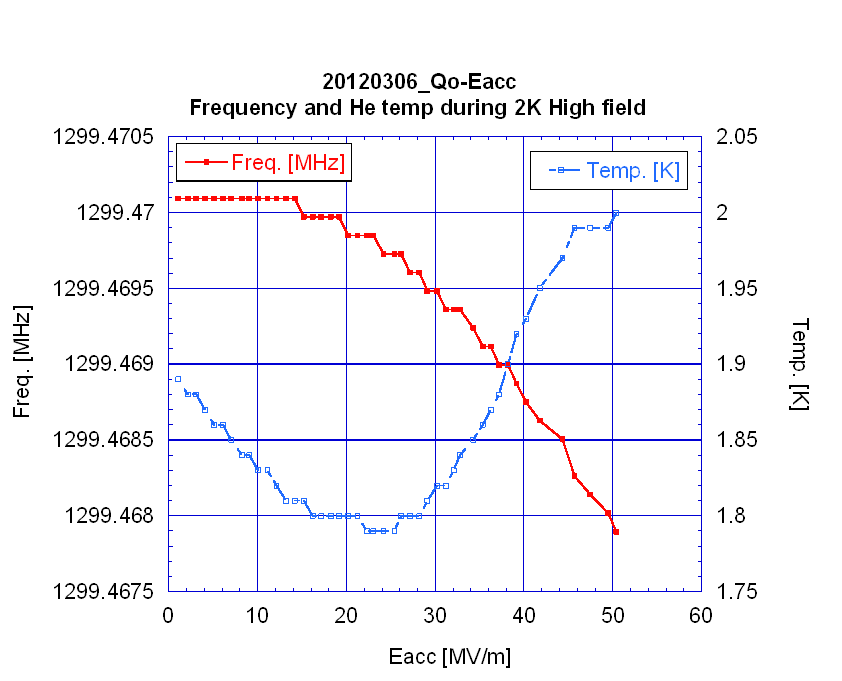 20120306_Qo-Eacc
Frequency and He temp during 2K High field
1299.4705
1299.47
1299.4695
1299.469
1299.4685
1299.468
1299.4675
Freq. [MHz]
Freq. [MHz]
Temp. [K]
2.05
2
1.95
1.9
1.85
1.8
1.75
Temp. [K]
0 10 20 30 40 50 60
Eacc [MV/m]